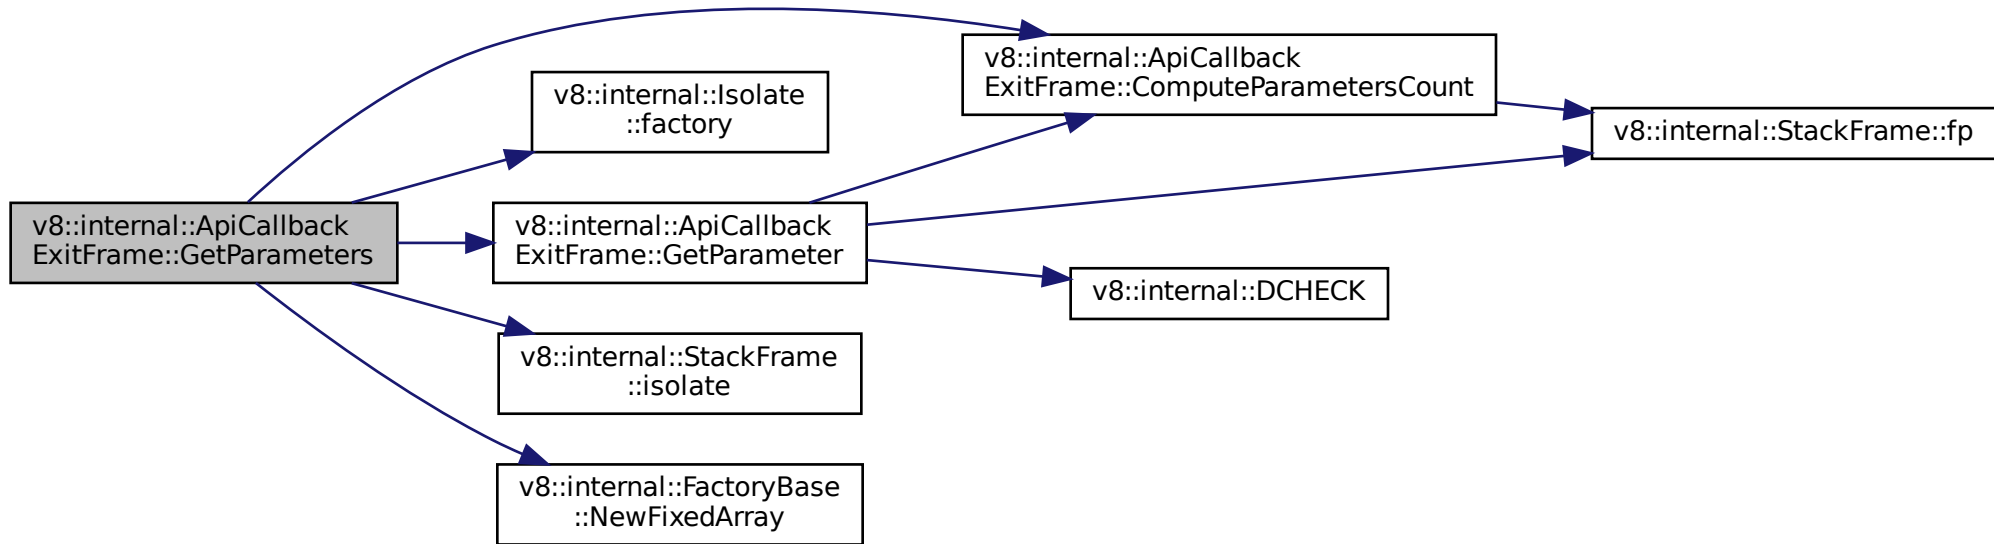 v8::internal::ApiCallback
ExitFrame::GetParameters
v8::internal::Isolate
::factory
v8::internal::ApiCallback
ExitFrame::GetParameter
v8::internal::StackFrame
::isolate
v8::internal::FactoryBase
::NewFixedArray
v8::internal::ApiCallback
ExitFrame::ComputeParametersCount
v8::internal::DCHECK
v8::internal::StackFrame::fp